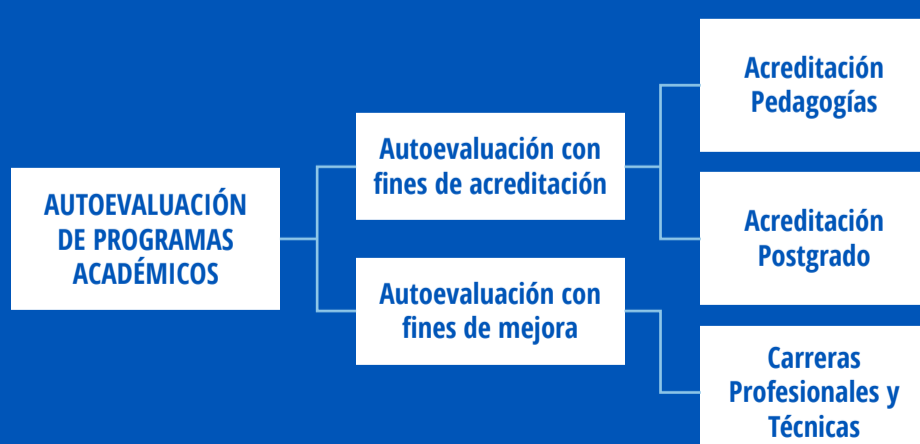 AUTOEVALUACIÓN
DE PROGRAMAS
ACADÉMICOS
Autoevaluación con
fines de acreditación
Autoevaluación con
fines de mejora
Acreditación
Pedagogías
Acreditación
Postgrado
Carreras
Profesionales y
Técnicas